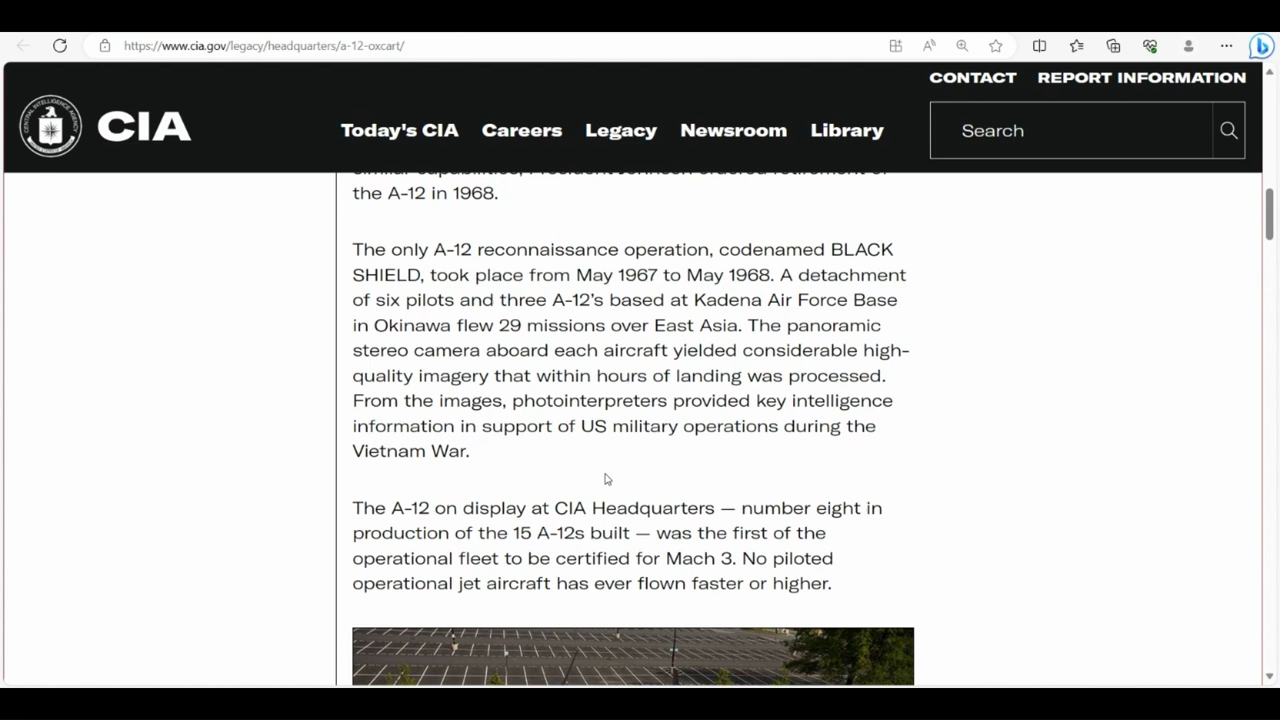 https://www.cia.gov/legacy/headquarters/a-12-oxcart/
CONTACT REPORT INFORMATION
CIA
Today's CIA Careers Legacy Newsroom Library
Search
similar capabilities, President Johnson ordered retirement of
the A-12 in 1968.
The only A-12 reconnaissance operation, codenamed BLACK
SHIELD, took place from May 1967 to May 1968. A detachment
of six pilots and three A-12’s based at Kadena Air Force Base
in Okinawa flew 29 missions over East Asia. The panoramic
stereo camera aboard each aircraft yielded considerable high-
quality imagery that within hours of landing was processed.
From the images, photointerpreters provided key intelligence
information in support of US military operations during the
Vietnam War.
The A-12 on display at CIA Headquarters — number eight in
production of the 15 A-12s built — was the first of the
operational fleet to be certified for Mach 3. No piloted
operational jet aircraft has ever flown faster or higher.